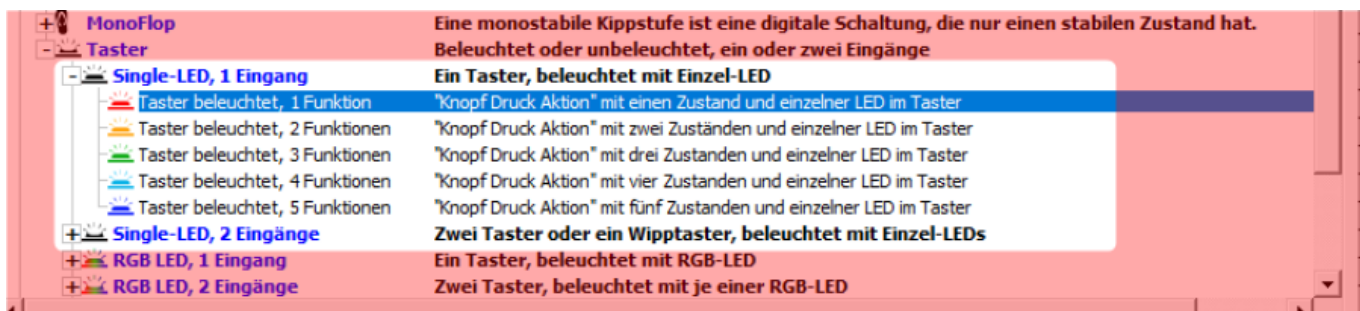 MonoFlop Eine monostabile Kippstufe ist eine digitale Schaltung, die nur einen stabilen Zustand hat.
Taster Beleuchtet oder unbeleuchtet, ein oder zwei Eingänge
Single-LED, 1 Eingang Ein Taster, beleuchtet mit Einzel-LED
Taster beleuchtet, 1 Funktion "Knopf Druck Aktion" mit einen Zustand und einzelner LED im Taster
Taster beleuchtet, 2 Funktionen "Knopf Druck Aktion" mit zwei Zuständen und einzelner LED im Taster
Taster beleuchtet, 3 Funktionen "Knopf Druck Aktion" mit drei Zustanden und einzelner LED im Taster
Taster beleuchtet, 4 Funktionen "Knopf Druck Aktion" mit vier Zustanden und einzelner LED im Taster
Taster beleuchtet, 5 Funktionen "Knopf Druck Aktion" mit fünf Zustanden und einzelner LED im Taster
Single-LED, 2 Eingänge Zwei Taster oder ein Wipptaster, beleuchtet mit Einzel-LEDs
RGB LED, 1 Eingang Ein Taster, beleuchtet mit RGB-LED
RGB LED, 2 Eingänge Zwei Taster, beleuchtet mit je einer RGB-LED